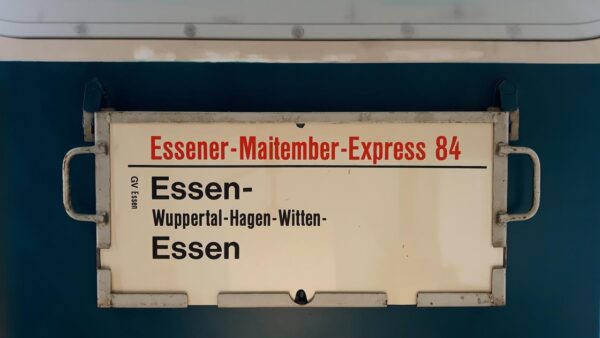 Essener-Maitember-Express 84
GV Essen
Essen-
Wuppertal-Hagen-Witten-
Essen